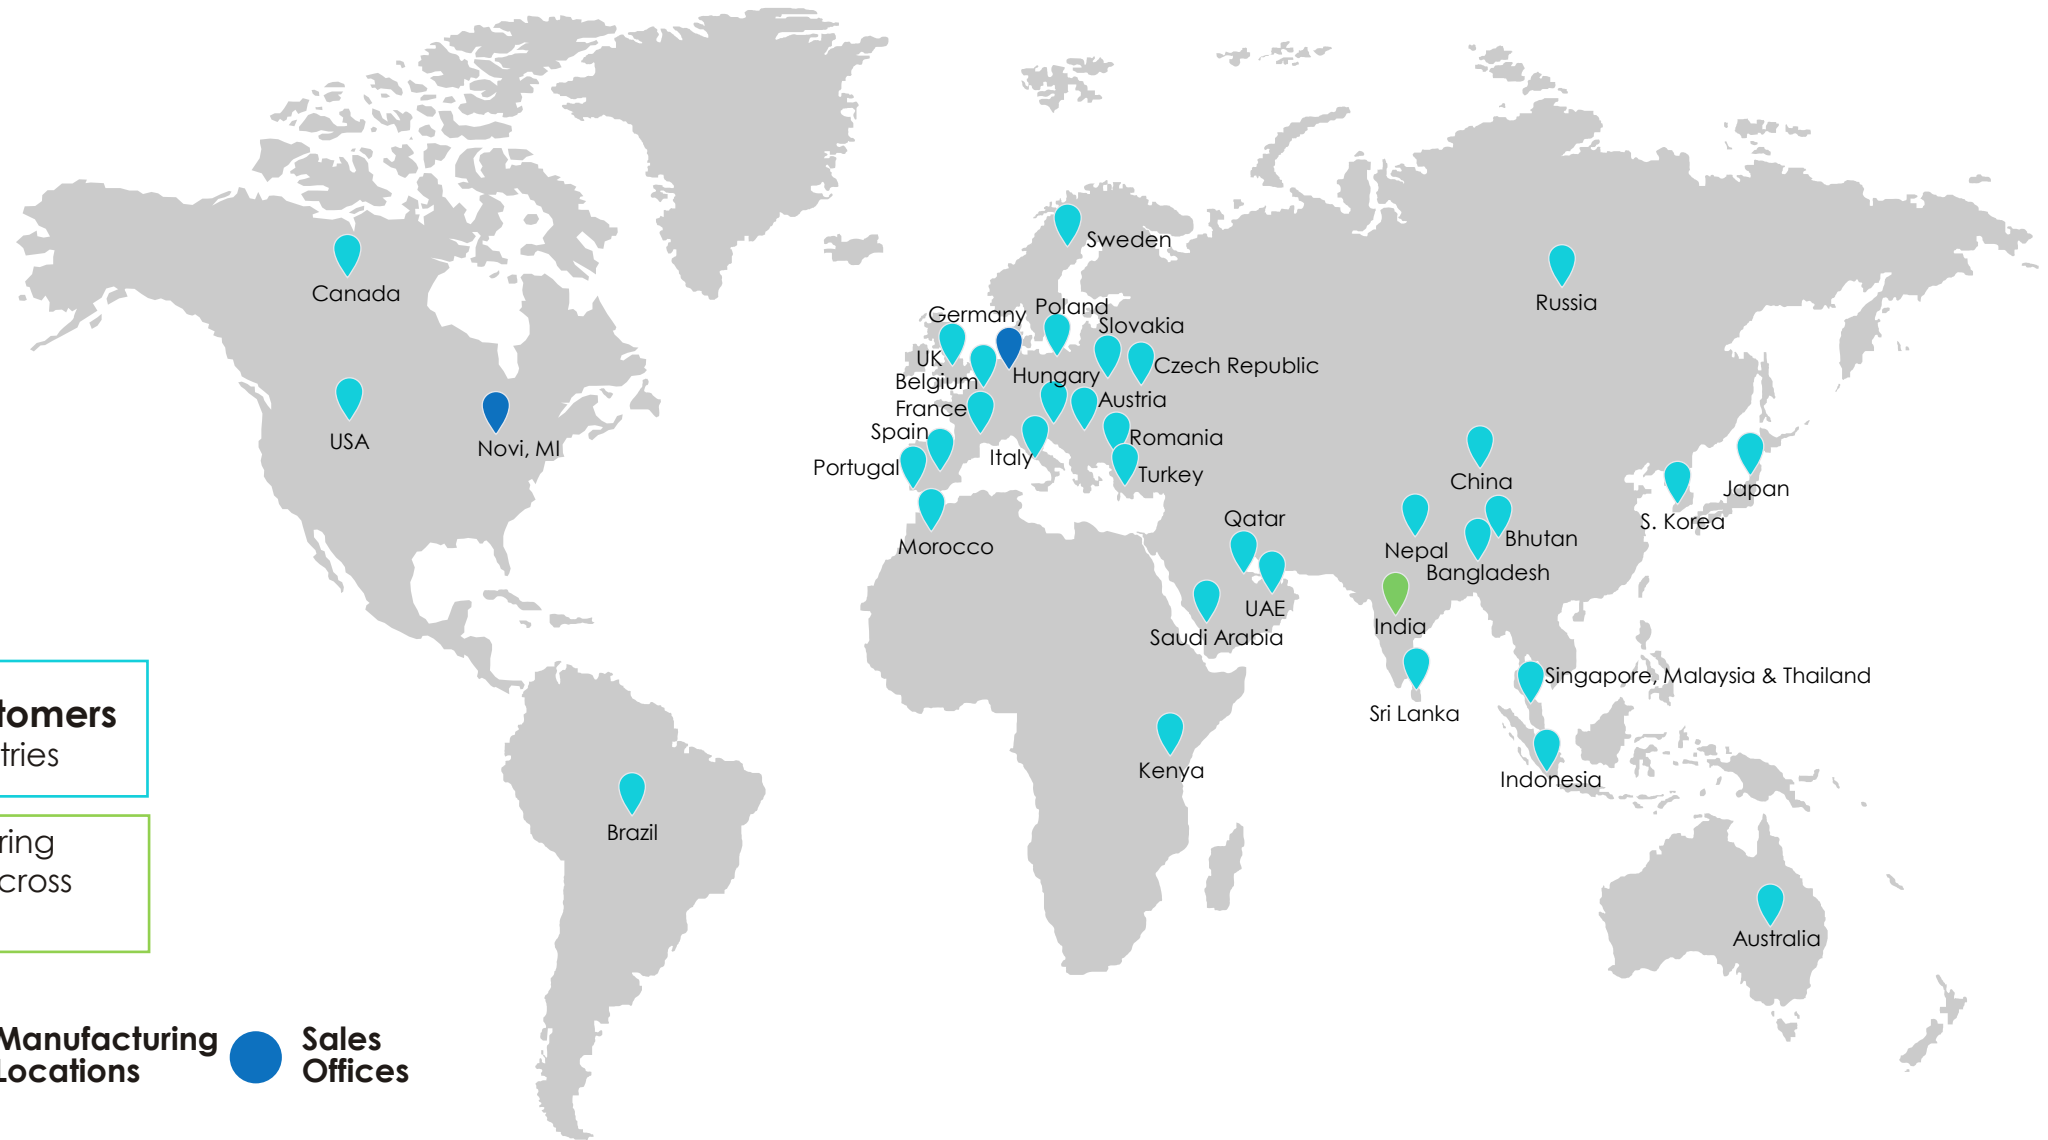 Sweden
Canada
Russia
Germany
Poland
Slovakia
UK
Czech Republic
Belgium
Hungary
Austria
France
Spain
Romania
USA
Novi, MI
Italy
Portugal
Turkey
China
Japan
Qatar
S. Korea
Morocco
Nepal
Bhutan
Bangladesh
UAE
India
Saudi Arabia
Singapore, Malaysia & Thailand
Sri Lanka
Kenya
Indonesia
Brazil
Australia
tomers
tries
ring
cross
Manufacturing
Locations
Sales
Offices